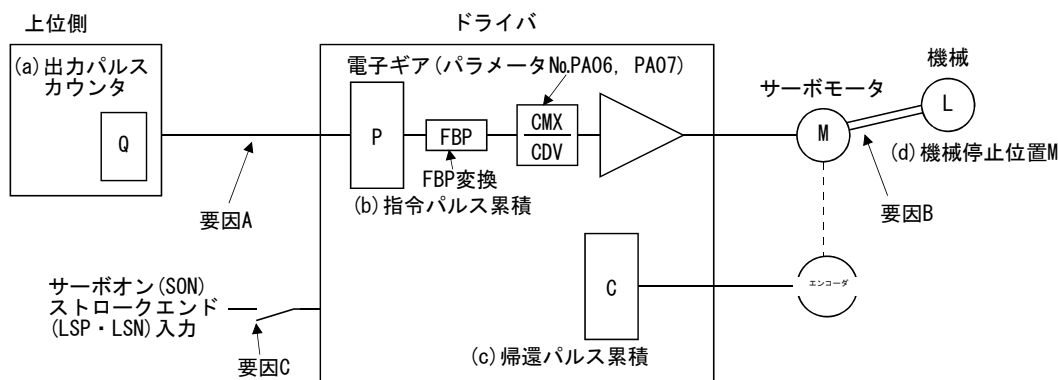 上位側
ドライバ
(a)出力パルス
カウンタ
Q
電子ギア(パラメータ№PA06, PA07)
P
FBP
CMX
CDV
FBP変換
(b)指令パルス累積
要因A
サーボモータ
M
機械
L
(d)機械停止位置M
要因B
サーボオン(SON)
ストロークエンド
(LSP・LSN)入力
要因C
C
(c)帰還パルス累積
エンコーダ